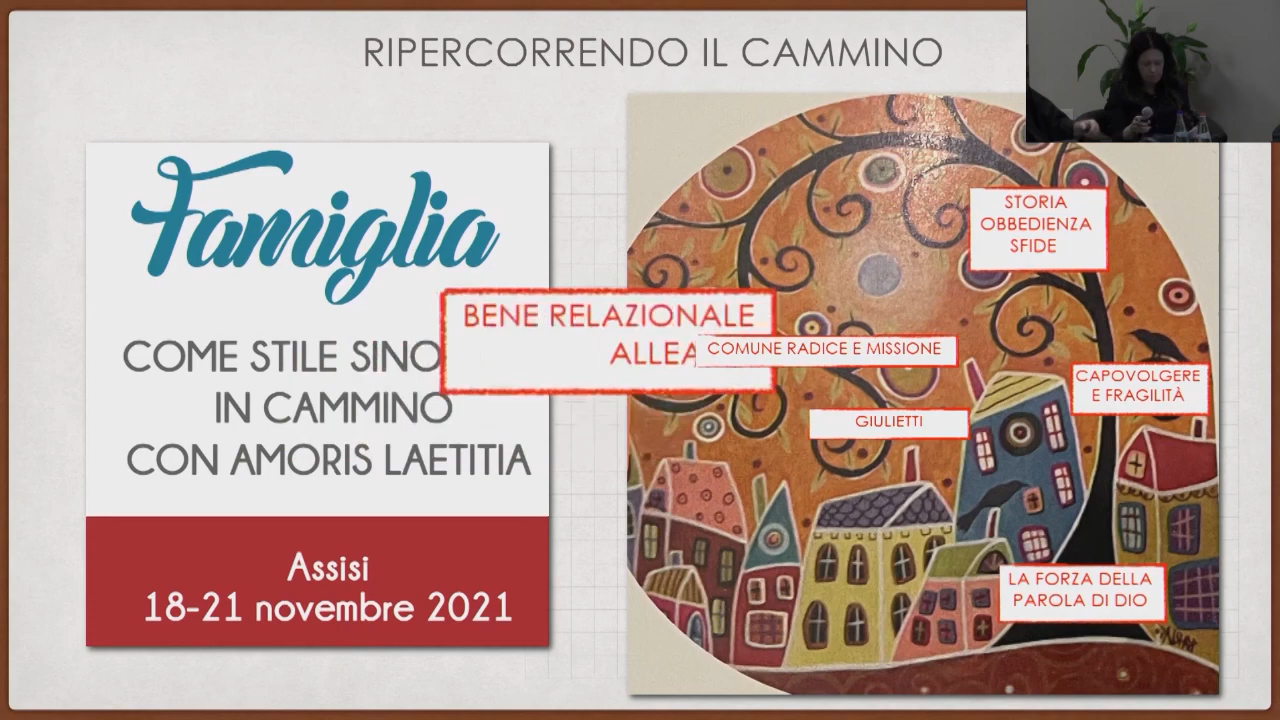 RIPERCORRENDO IL CAMMINO
Famiglia
COME STILE SINO
IN CAMMINO
CON AMORIS LAETITIA
Assisi
18-21 novembre 2021
BENE RELAZIONALE
ALLEA
COMUNE RADICE E MISSIONE
GIULIETTI
STORIA
OBBEDIENZA
SFIDE
CAPOVOLGERE
E FRAGILITÀ
LA FORZA DELLA
PAROLA DI DIO